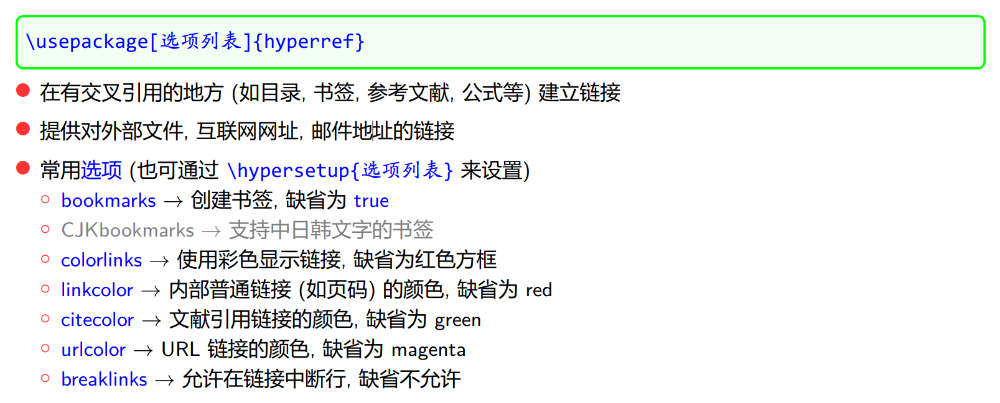 \usepackage[选项列表]{hyperref}
在有交叉引用的地方 (如目录, 书签, 参考文献, 公式等) 建立链接
提供对外部文件, 互联网网址, 邮件地址的链接
常用选项 (也可通过 \hypersetup{选项列表} 来设置)
bookmarks → 创建书签, 缺省为 true
CJKbookmarks → 支持中日韩文字的书签
colorlinks → 使用彩色显示链接, 缺省为红色方框
linkcolor → 内部普通链接 (如页码) 的颜色, 缺省为 red
citecolor → 文献引用链接的颜色, 缺省为 green
urlcolor → URL 链接的颜色, 缺省为 magenta
breaklinks → 允许在链接中断行, 缺省不允许